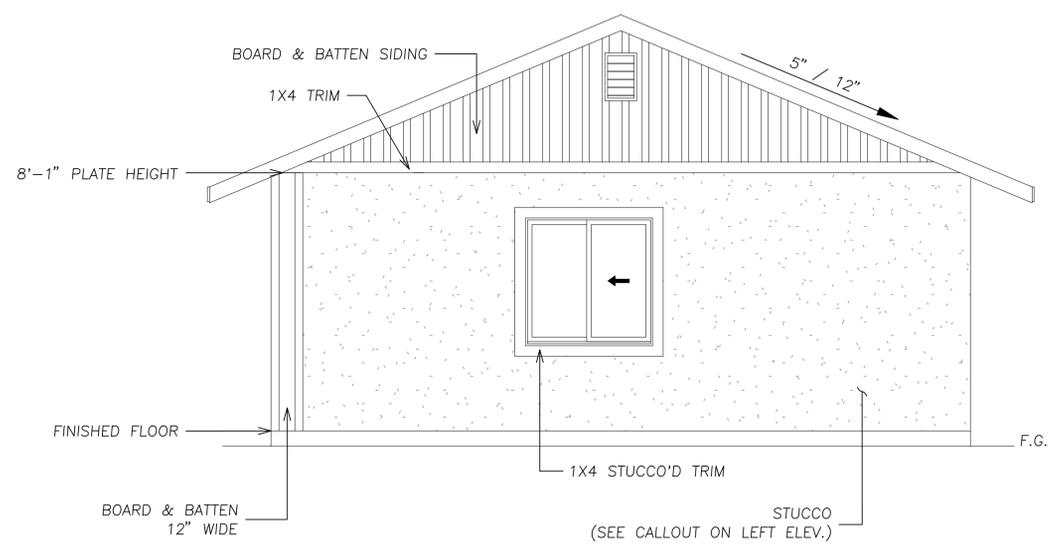 BOARD & BATTEN SIDING
5” / 12”
1X4 TRIM
8’–1” PLATE HEIGHT
FINISHED FLOOR
F.G.
1X4 STUCCO’D TRIM
BOARD & BATTEN
12” WIDE
STUCCO
(SEE CALLOUT ON LEFT ELEV.)